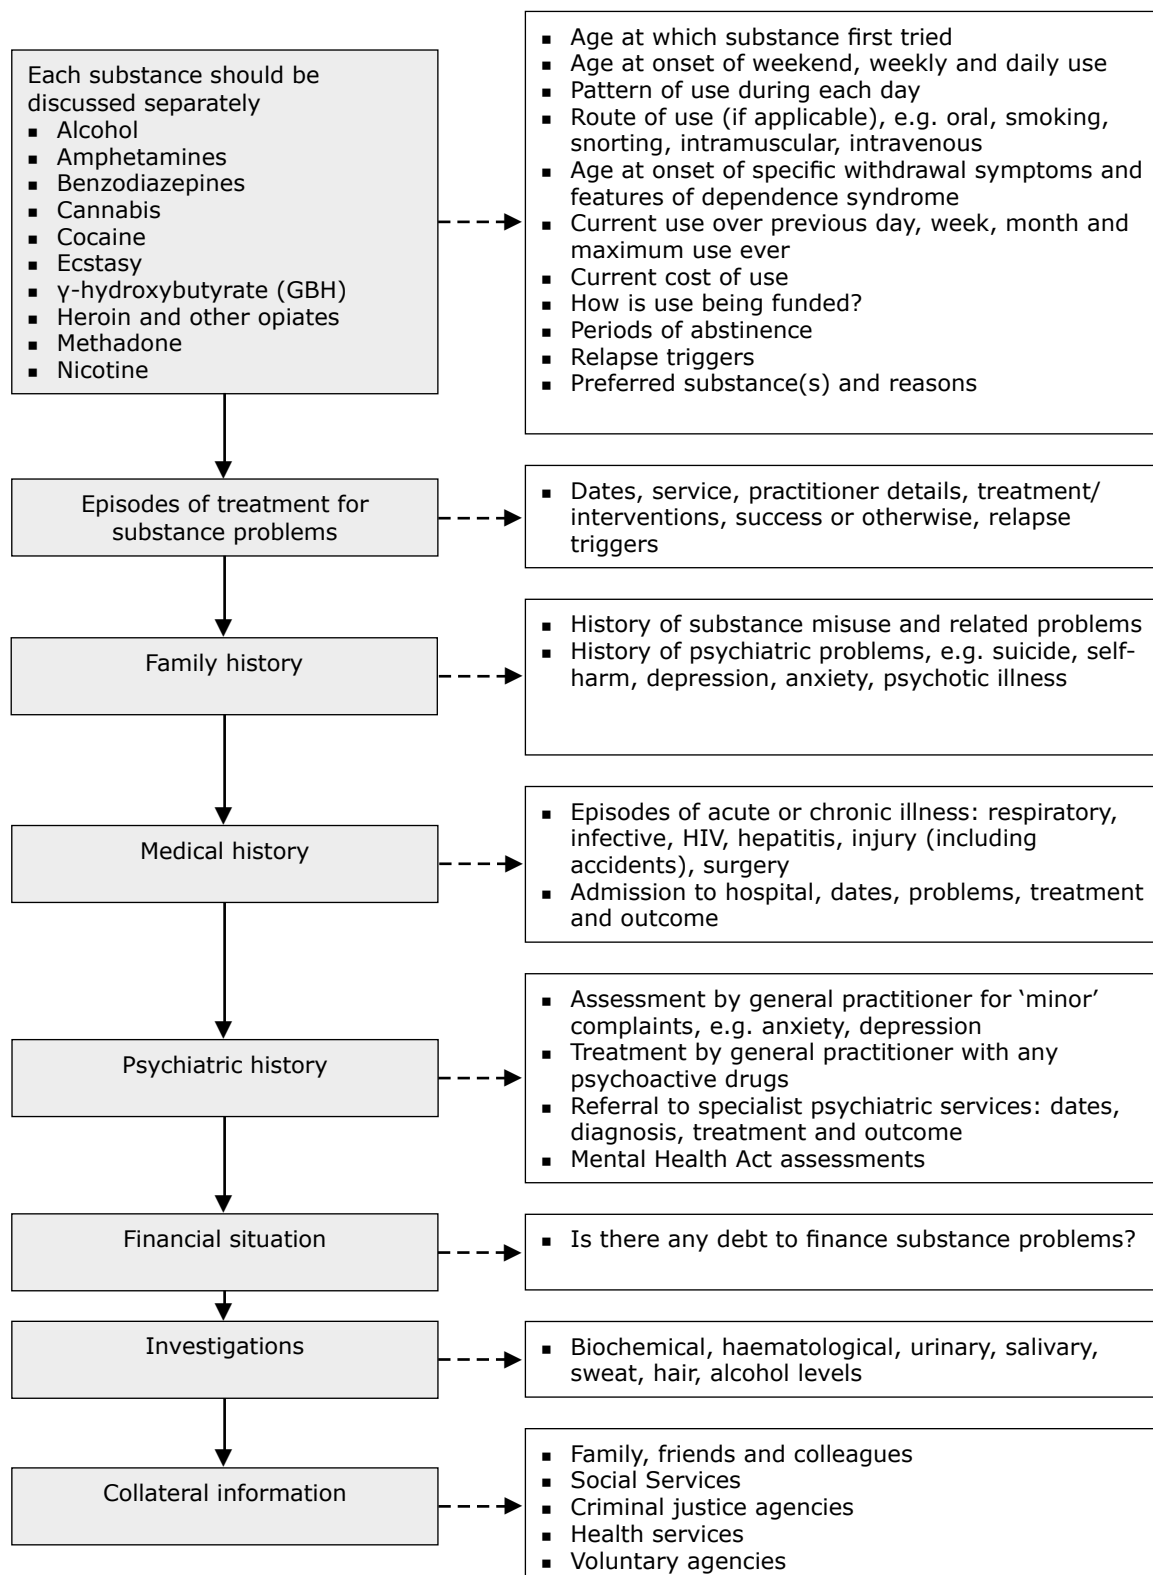 Each substance should be
discussed separately
▪ Alcohol
▪ Amphetamines
▪ Benzodiazepines
▪ Cannabis
▪ Cocaine
▪ Ecstasy
▪ γ-hydroxybutyrate (GBH)
▪ Heroin and other opiates
▪ Methadone
▪ Nicotine
▪ Age at which substance first tried
▪ Age at onset of weekend, weekly and daily use
▪ Pattern of use during each day
▪ Route of use (if applicable), e.g. oral, smoking,
snorting, intramuscular, intravenous
▪ Age at onset of specific withdrawal symptoms and
features of dependence syndrome
▪ Current use over previous day, week, month and
maximum use ever
▪ Current cost of use
▪ How is use being funded?
▪ Periods of abstinence
▪ Relapse triggers
▪ Preferred substance(s) and reasons
Episodes of treatment for
substance problems
▪ Dates, service, practitioner details, treatment/
interventions, success or otherwise, relapse
triggers
Family history
▪ History of substance misuse and related problems
▪ History of psychiatric problems, e.g. suicide, self-
harm, depression, anxiety, psychotic illness
Medical history
▪ Episodes of acute or chronic illness: respiratory,
infective, HIV, hepatitis, injury (including
accidents), surgery
▪ Admission to hospital, dates, problems, treatment
and outcome
Psychiatric history
▪ Assessment by general practitioner for ‘minor’
complaints, e.g. anxiety, depression
▪ Treatment by general practitioner with any
psychoactive drugs
▪ Referral to specialist psychiatric services: dates,
diagnosis, treatment and outcome
▪ Mental Health Act assessments
Financial situation
▪ Is there any debt to finance substance problems?
Investigations
▪ Biochemical, haematological, urinary, salivary,
sweat, hair, alcohol levels
Collateral information
▪ Family, friends and colleagues
▪ Social Services
▪ Criminal justice agencies
▪ Health services
▪ Voluntary agencies